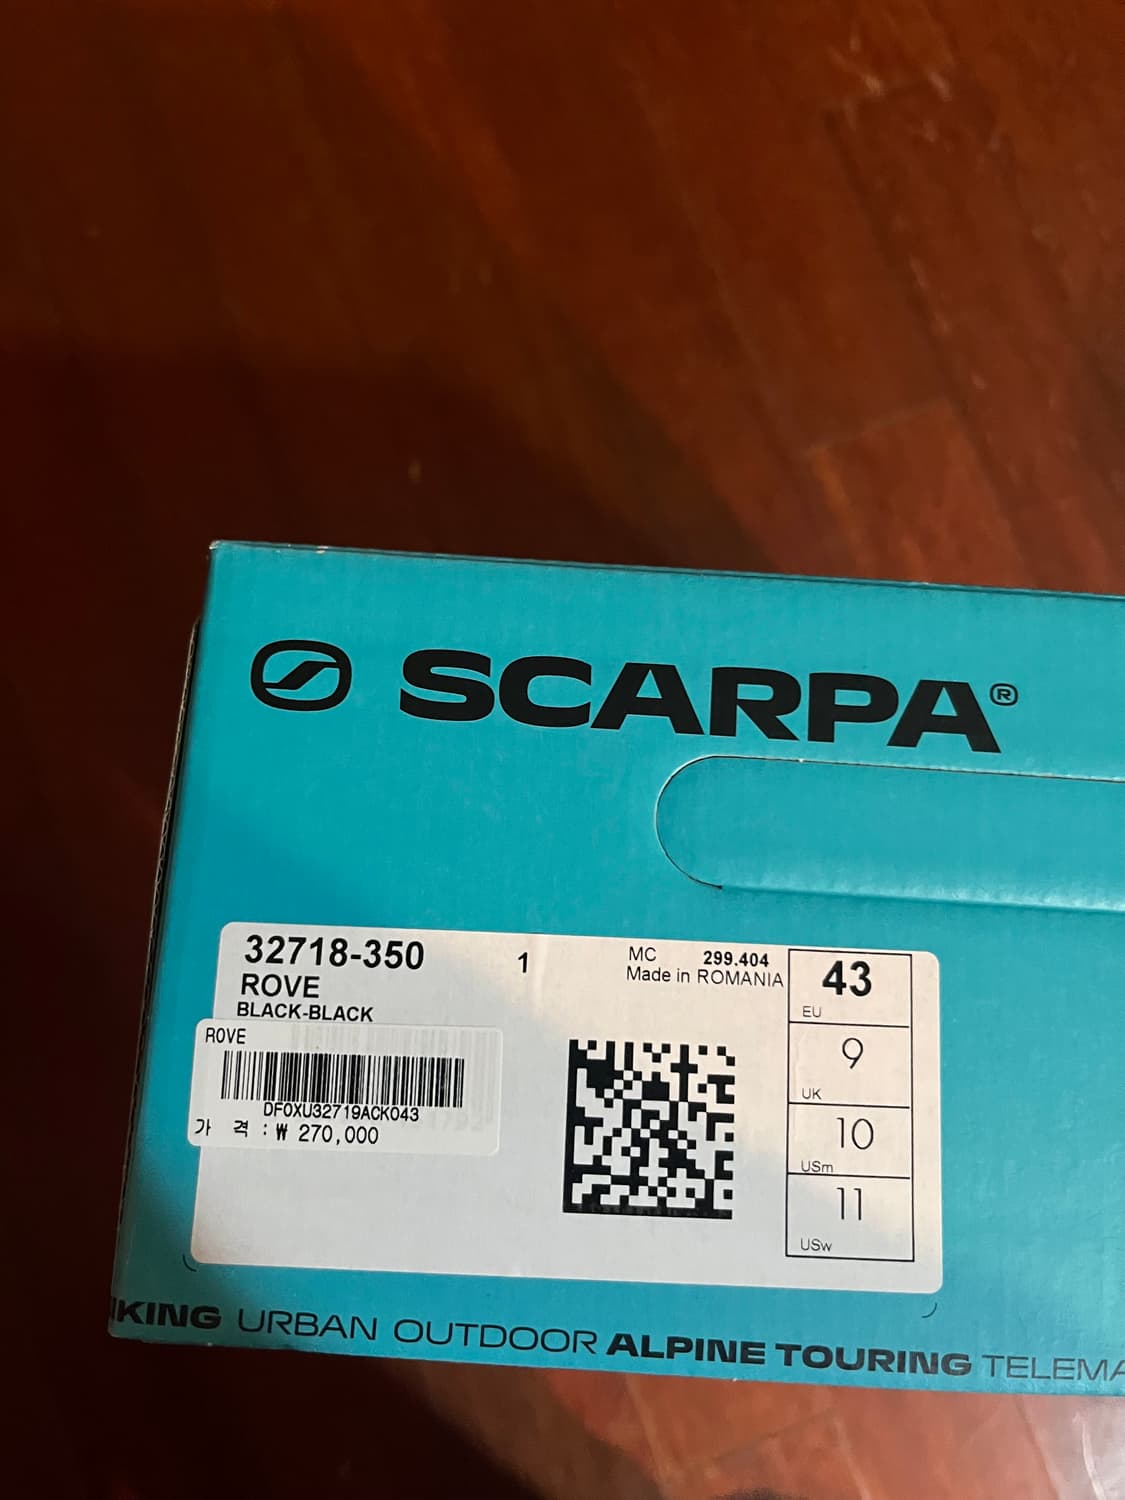 SCARPA®
32718-350
ROVE
BLACK-BLACK
1
MC 299.404
Made in ROMANIA
43
EU
9
UK
10
USm
11
USw
ROVE
DF0XU32719ACK043
가 격 : ₩ 270,000
KING URBAN OUTDOOR ALPINE TOURING TELEMA